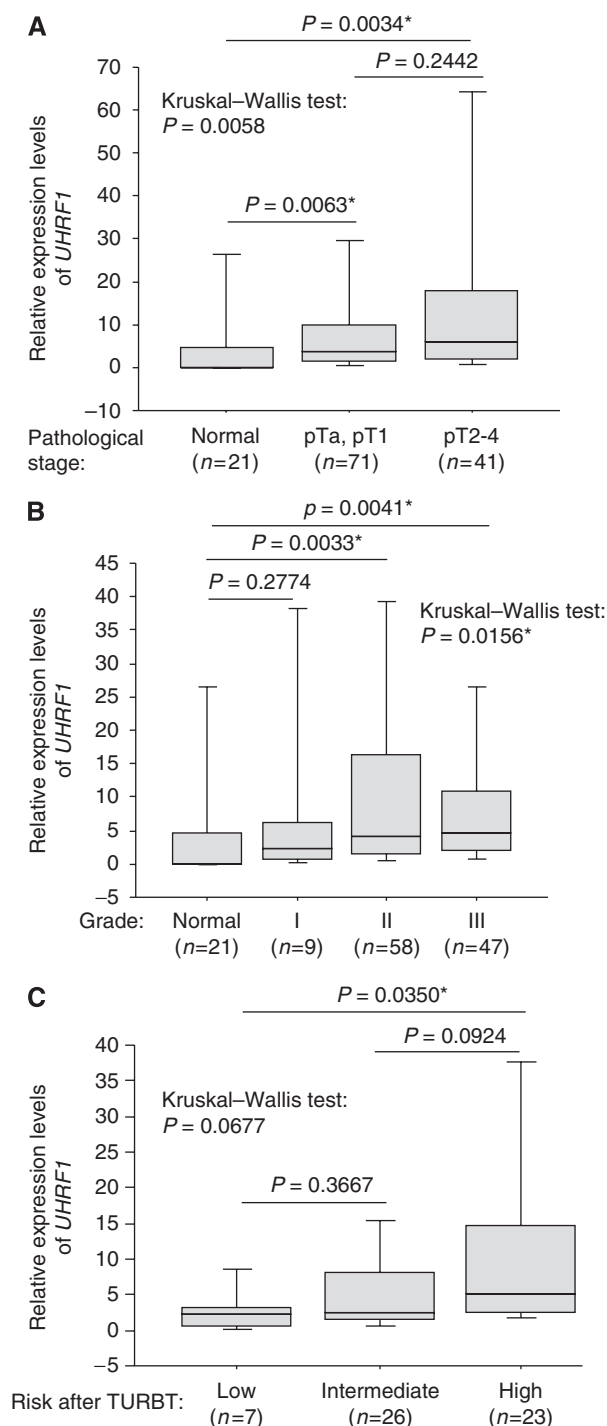 A
P = 0.0034*
P = 0.2442
Kruskal–Wallis test:
P = 0.0058
P = 0.0063*
Relative expression levels
of UHRF1
70
60
50
40
30
20
10
0
–10
Pathological
stage:
Normal
(n=21)
pTa, pT1
(n=71)
pT2-4
(n=41)
B
p = 0.0041*
P = 0.0033*
P = 0.2774
Kruskal–Wallis test:
P = 0.0156*
Relative expression levels
of UHRF1
45
40
35
30
25
20
15
10
5
0
–5
Grade:
Normal
(n=21)
I
(n=9)
II
(n=58)
III
(n=47)
C
P = 0.0350*
P = 0.0924
Kruskal–Wallis test:
P = 0.0677
P = 0.3667
Relative expression levels
of UHRF1
40
35
30
25
20
15
10
5
0
–5
Risk after TURBT:
Low
(n=7)
Intermediate
(n=26)
High
(n=23)